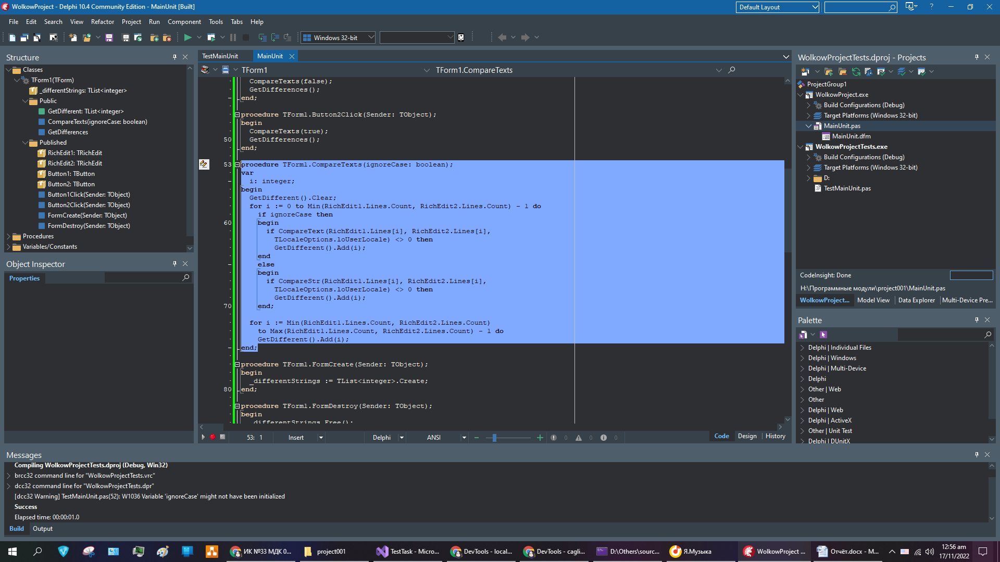 WolkowProject - Delphi 10.4 Community Edition - MainUnit [Built]
Default Layout
File Edit Search View Refactor Project Run Component Tools Tabs Help
Windows 32-bit
Structure
Classes
TForm1(TForm)
_differentStrings: TList<integer>
Public
GetDifferent: TList<integer>
CompareTexts(ignoreCase: boolean)
GetDifferences
Published
RichEdit1: TRichEdit
RichEdit2: TRichEdit
Button1: TButton
Button2: TButton
Button1Click(Sender: TObject)
Button2Click(Sender: TObject)
FormCreate(Sender: TObject)
FormDestroy(Sender: TObject)
Procedures
Variables/Constants
Object Inspector
Properties
TestMainUnit MainUnit
TForm1 TForm1.CompareTexts
CompareTexts(false);
GetDifferences();
end;
procedure TForm1.Button2Click(Sender: TObject);
begin
CompareTexts(true);
50 GetDifferences();
end;
53 procedure TForm1.CompareTexts(ignoreCase: boolean);
var
i: integer;
begin
GetDifferent().Clear;
for i := 0 to Min(RichEdit1.Lines.Count, RichEdit2.Lines.Count) - 1 do
if ignoreCase then
60 begin
if CompareText(RichEdit1.Lines[i], RichEdit2.Lines[i],
TLocaleOptions.loUserLocale) <> 0 then
GetDifferent().Add(i);
end
else
begin
if CompareStr(RichEdit1.Lines[i], RichEdit2.Lines[i],
TLocaleOptions.loUserLocale) <> 0 then
GetDifferent().Add(i);
70 end;
for i := Min(RichEdit1.Lines.Count, RichEdit2.Lines.Count)
to Max(RichEdit1.Lines.Count, RichEdit2.Lines.Count) - 1 do
GetDifferent().Add(i);
end;
procedure TForm1.FormCreate(Sender: TObject);
begin
_differentStrings := TList<integer>.Create;
80 end;
procedure TForm1.FormDestroy(Sender: TObject);
begin
_differentStrings.Free();
53: 1 Insert Delphi ANSI 0 0 0 Code Design History
WolkowProjectTests.dproj - Projects
ProjectGroup1
WolkowProject.exe
Build Configurations (Debug)
Target Platforms (Windows 32-bit)
MainUnit.pas
MainUnit.dfm
WolkowProjectTests.exe
Build Configurations (Debug)
Target Platforms (Windows 32-bit)
D:
TestMainUnit.pas
CodeInsight: Done
H:\Программные модули\project001\MainUnit.pas
WolkowProject... Model View Data Explorer Multi-Device Pre...
Palette
Delphi | Individual Files
Delphi | Windows
Delphi | Multi-Device
Delphi
Other | Web
Other
Delphi | Web
Delphi | ActiveX
Other | Unit Test
Delphi | DUnitX
Messages
Compiling WolkowProjectTests.dproj (Debug, Win32)
brcc32 command line for "WolkowProjectTests.vrc"
dcc32 command line for "WolkowProjectTests.dpr"
[dcc32 Warning] TestMainUnit.pas(52): W1036 Variable 'ignoreCase' might not have been initialized
Success
Elapsed time: 00:00:01.0
Build Output
ИК №33 МДК 0... project001 TestTask - Micro... DevTools - local... DevTools - cagli... D:\Others\sourc... Я.Музыка WolkowProject ... Отчёт.docx - M... 12:56 am
17/11/2022